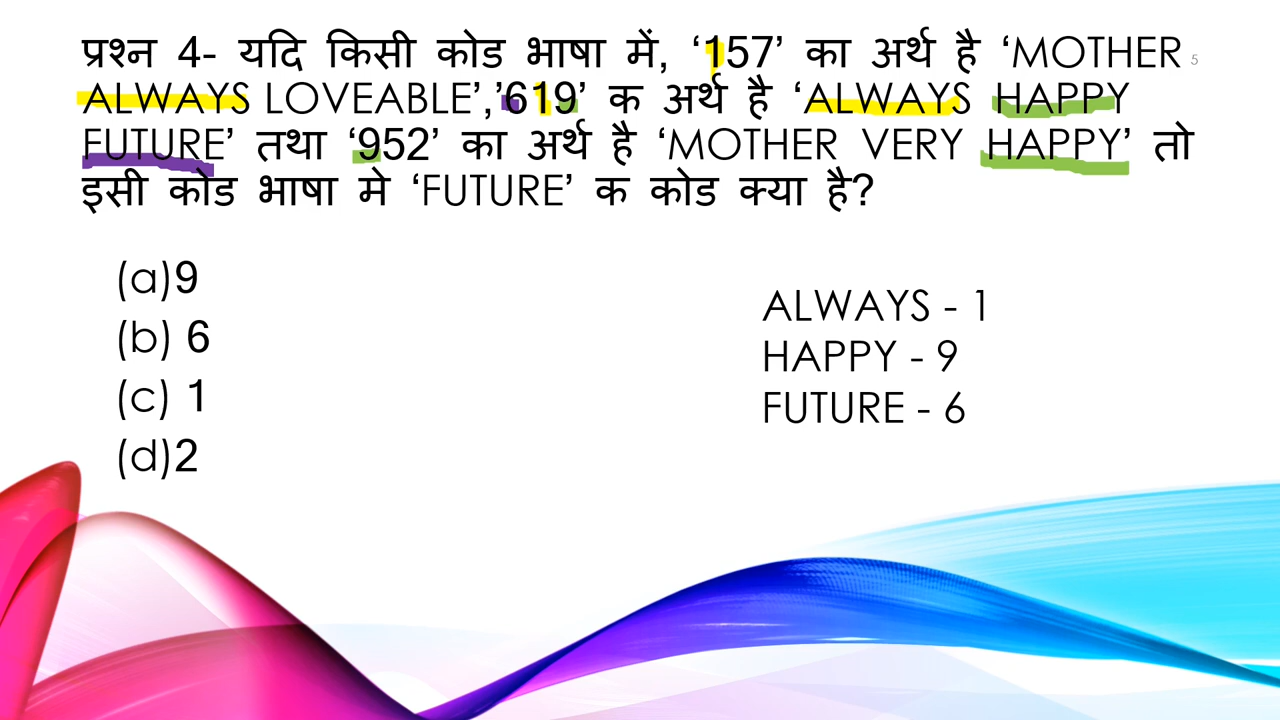 प्रश्न 4- यदि किसी कोड भाषा में, ‘157’ का अर्थ है ‘MOTHER 5
ALWAYS LOVEABLE’,’619’ क अर्थ है ‘ALWAYS HAPPY
FUTURE’ तथा ‘952’ का अर्थ है ‘MOTHER VERY HAPPY’ तो
इसी कोड भाषा मे ‘FUTURE’ क कोड क्या है?
(a)9
(b) 6
(c) 1
(d)2
ALWAYS - 1
HAPPY - 9
FUTURE - 6